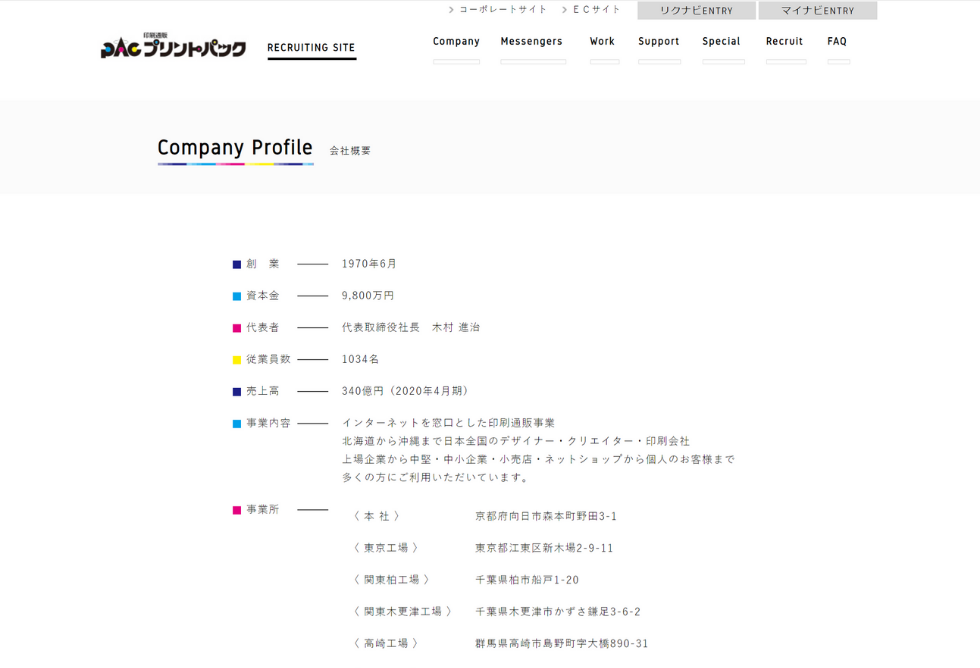 > コーポレートサイト > ECサイト リクナビENTRY マイナビENTRY
印刷通販
PAC プリントパック RECRUITING SITE Company Messengers Work Support Special Recruit FAQ
Company Profile 会社概要
創 業 1970年6月
資本金 9,800万円
代表者 代表取締役社長 木村 進治
従業員数 1034名
売上高 340億円（2020年4月期）
事業内容 インターネットを窓口とした印刷通販事業
北海道から沖縄まで日本全国のデザイナー・クリエイター・印刷会社
上場企業から中堅・中小企業・小売店・ネットショップから個人のお客様まで
多くの方にご利用いただいています。
事業所 〈 本 社 〉 京都府向日市森本町野田3-1
〈 東京工場 〉 東京都江東区新木場2-9-11
〈 関東柏工場 〉 千葉県柏市船戸1-20
〈 関東木更津工場 〉 千葉県木更津市かずさ鎌足3-6-2
〈 高崎工場 〉 群馬県高崎市島野町字大橋890-31